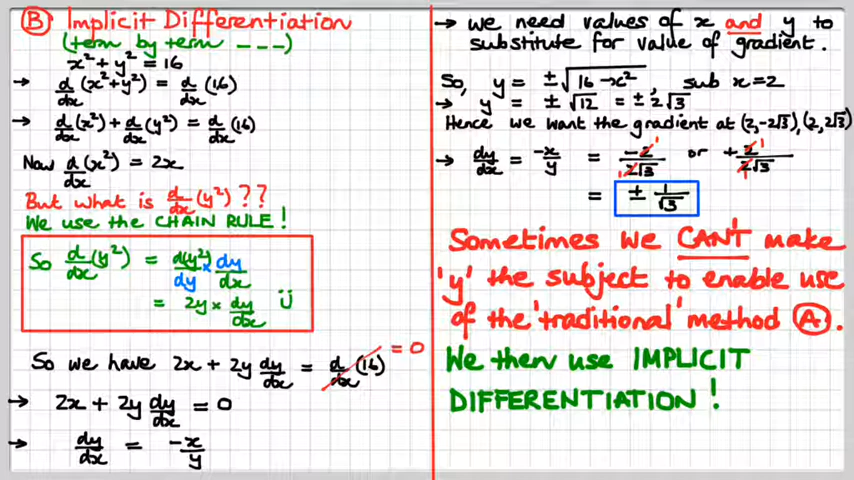 Ⓑ Implicit Differentiation
(term by term ---)
x² + y² = 16
→ d/dx (x² + y²) = d/dx (16)
→ d/dx (x²) + d/dx (y²) = d/dx (16)
Now d/dx (x²) = 2x
But what is d/dx (y²) ??
We use the CHAIN RULE !
So d/dx (y²) = d(y²)/dy × dy/dx
= 2y × dy/dx Ü
So we have 2x + 2y dy/dx = d/dx (16) = 0
→ 2x + 2y dy/dx = 0
→ dy/dx = -x/y
→ we need values of x and y to
substitute for value of gradient.
So, y = ±√(16 - x²), sub x=2
→ y = ±√12 = ±2√3
Hence we want the gradient at (2,-2√3), (2, 2√3)
→ dy/dx = -x/y = -2/2√3 or +2/2√3
1 1 1 1
= ± 1/√3
Sometimes we CAN'T make
'y' the subject to enable use
of the 'traditional' method Ⓐ.
We then use IMPLICIT
DIFFERENTIATION !